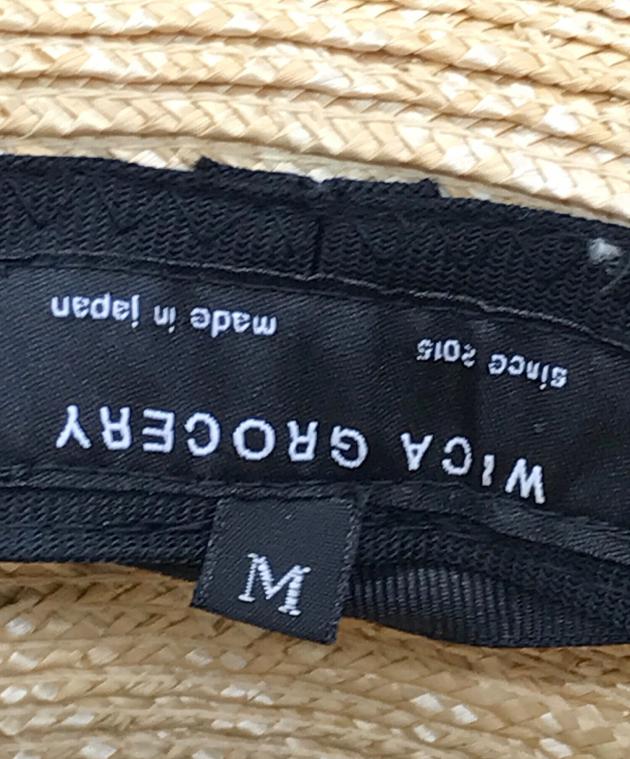 WICA GROCERY
since 2015 made in japan
M